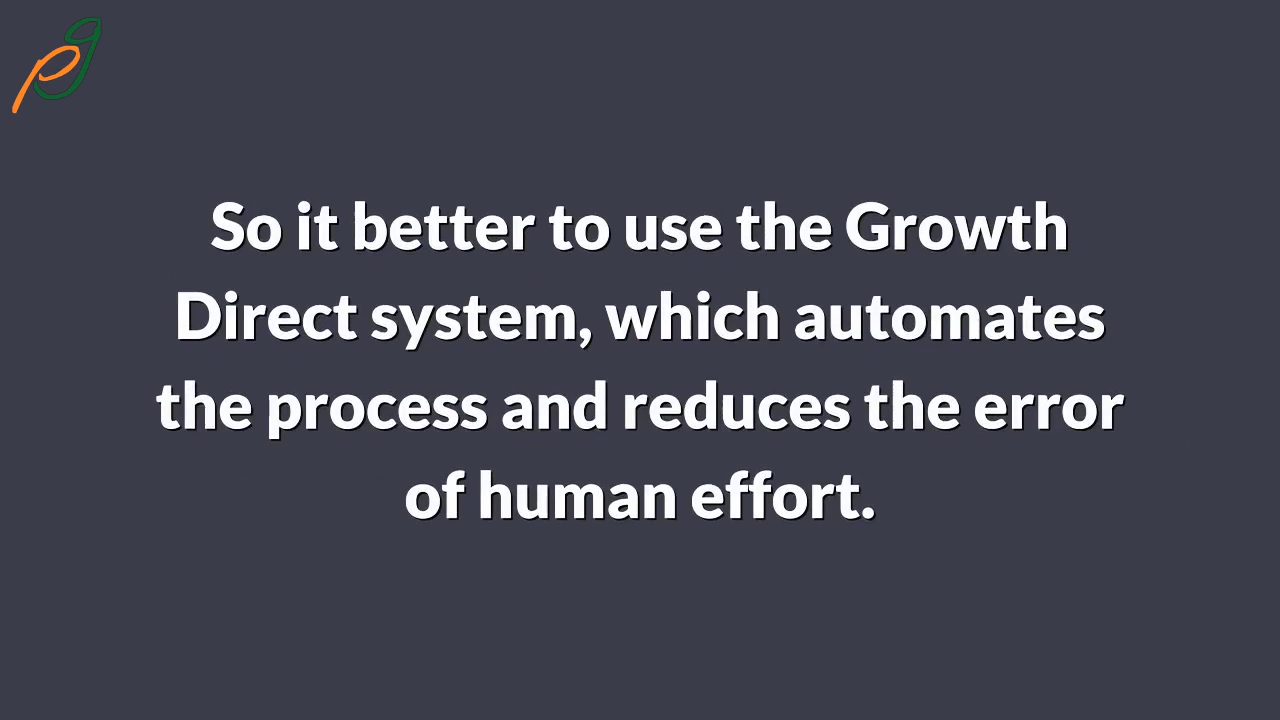 So it better to use the Growth
Direct system, which automates
the process and reduces the error
of human effort.